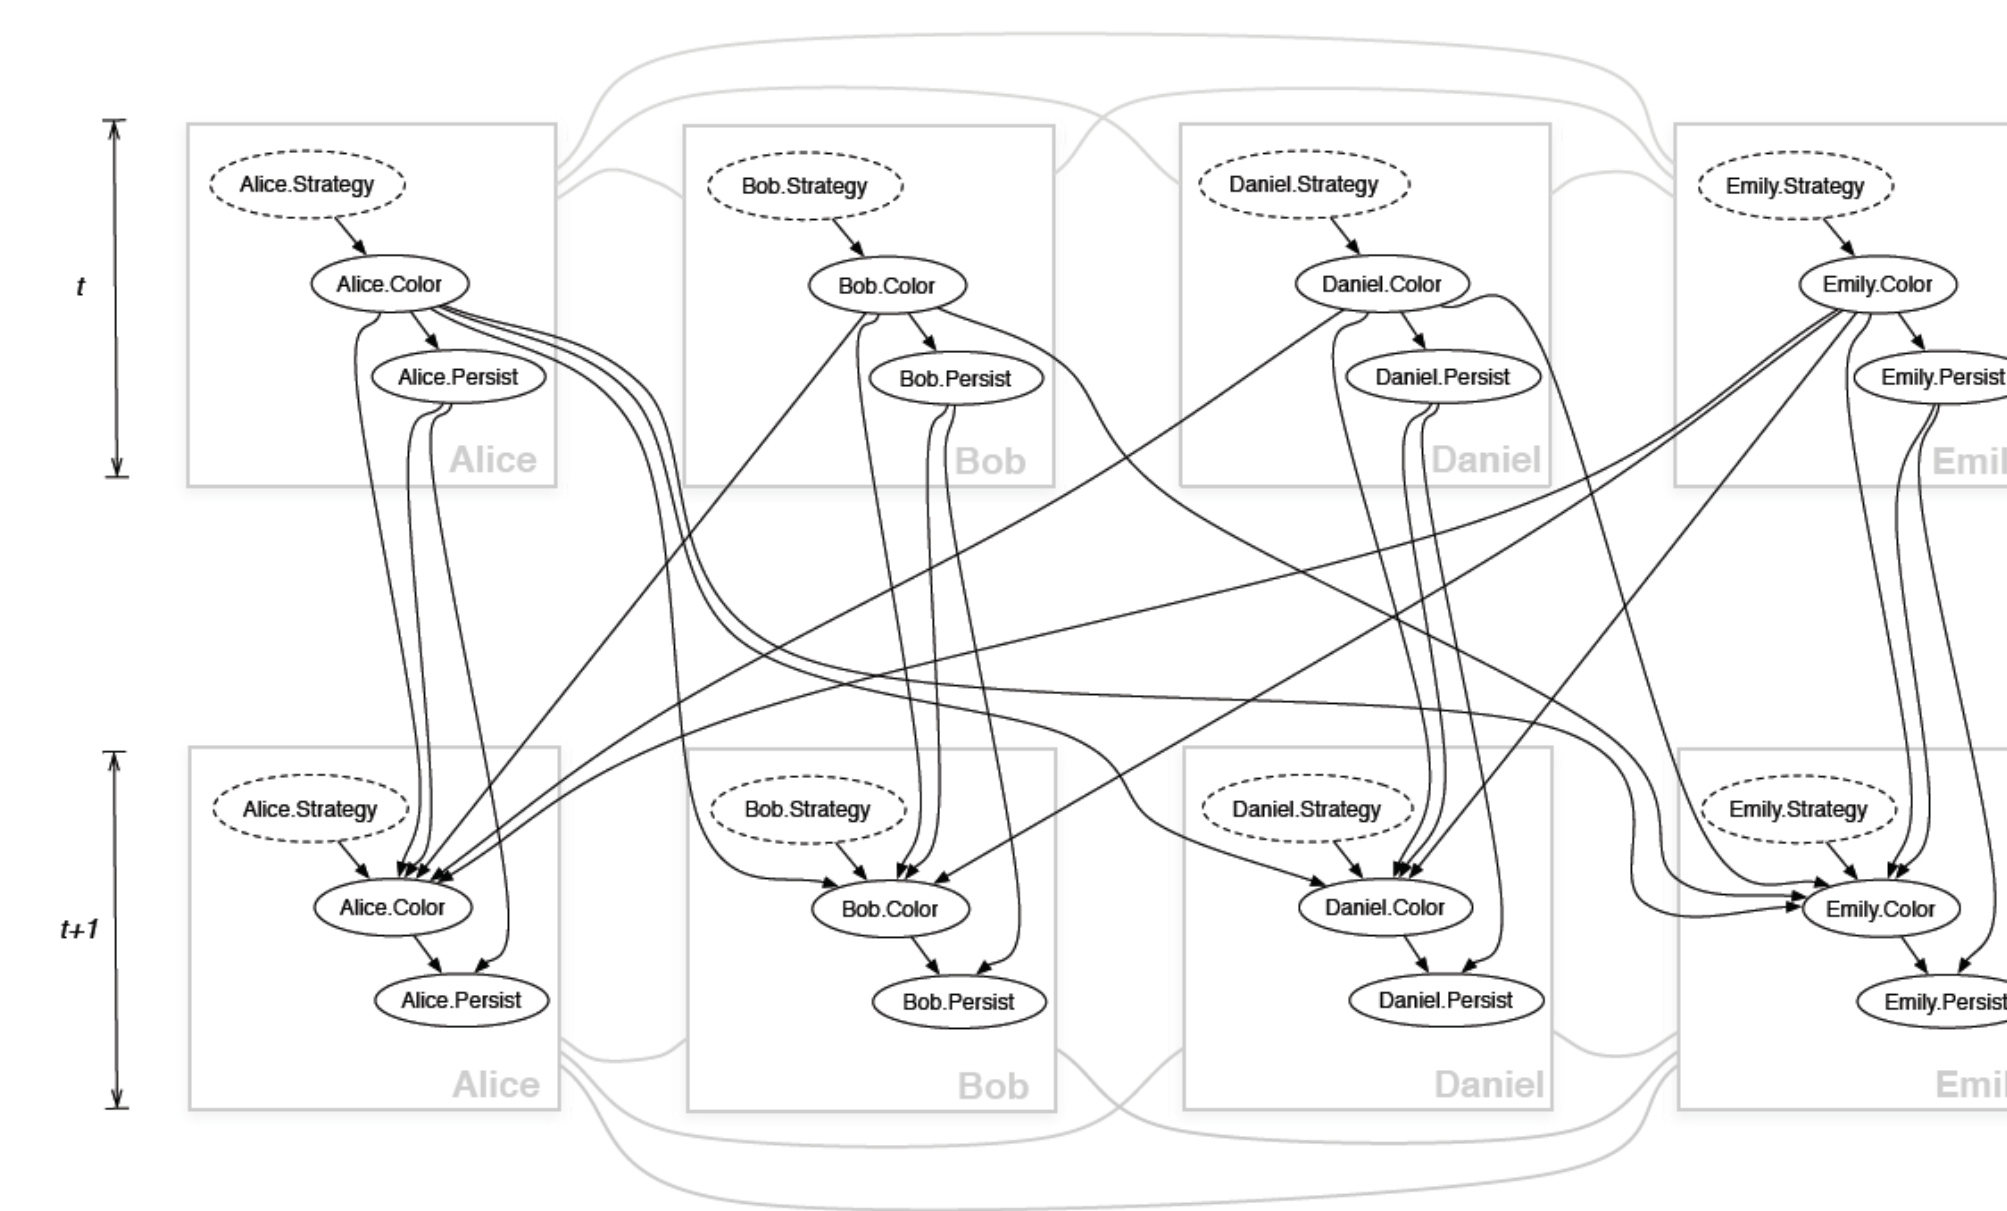 Alice.Strategy
Bob.Strategy
Daniel.Strategy
Emily.Strategy
t
Alice.Color
Bob.Color
Daniel.Color
Emily.Color
Alice.Persist
Bob.Persist
Daniel.Persist
Emily.Persist
Alice
Bob
Daniel
Emil
Alice.Strategy
Bob.Strategy
Daniel.Strategy
Emily.Strategy
t+1
Alice.Color
Bob.Color
Daniel.Color
Emily.Color
Alice.Persist
Bob.Persist
Daniel.Persist
Emily.Persist
Alice
Bob
Daniel
Emil